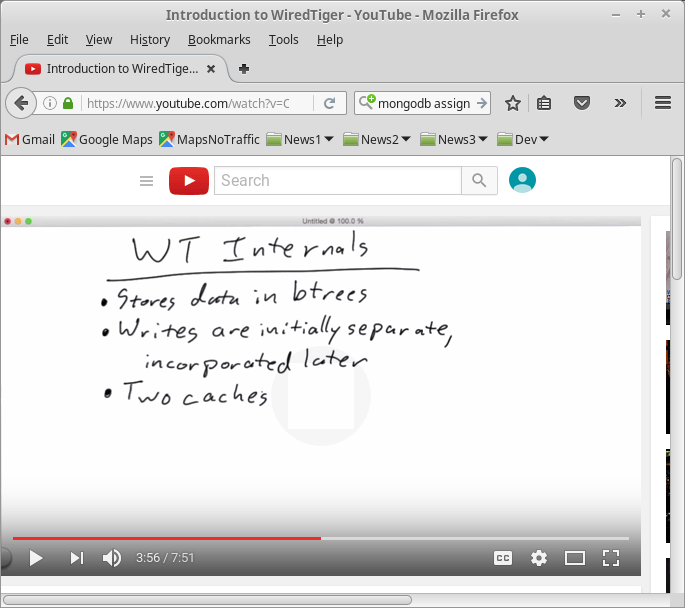 Introduction to WiredTiger - YouTube - Mozilla Firefox
File Edit View History Bookmarks Tools Help
Introduction to WiredTige...
https://www.youtube.com/watch?v=C
mongodb assign
Gmail Google Maps MapsNoTraffic News1 News2 News3 Dev
Search
Untitled @ 100.0 %
WT Internals
• Stores data in btrees
• Writes are initially separate,
incorporated later
• Two caches
3:56 / 7:51 CC